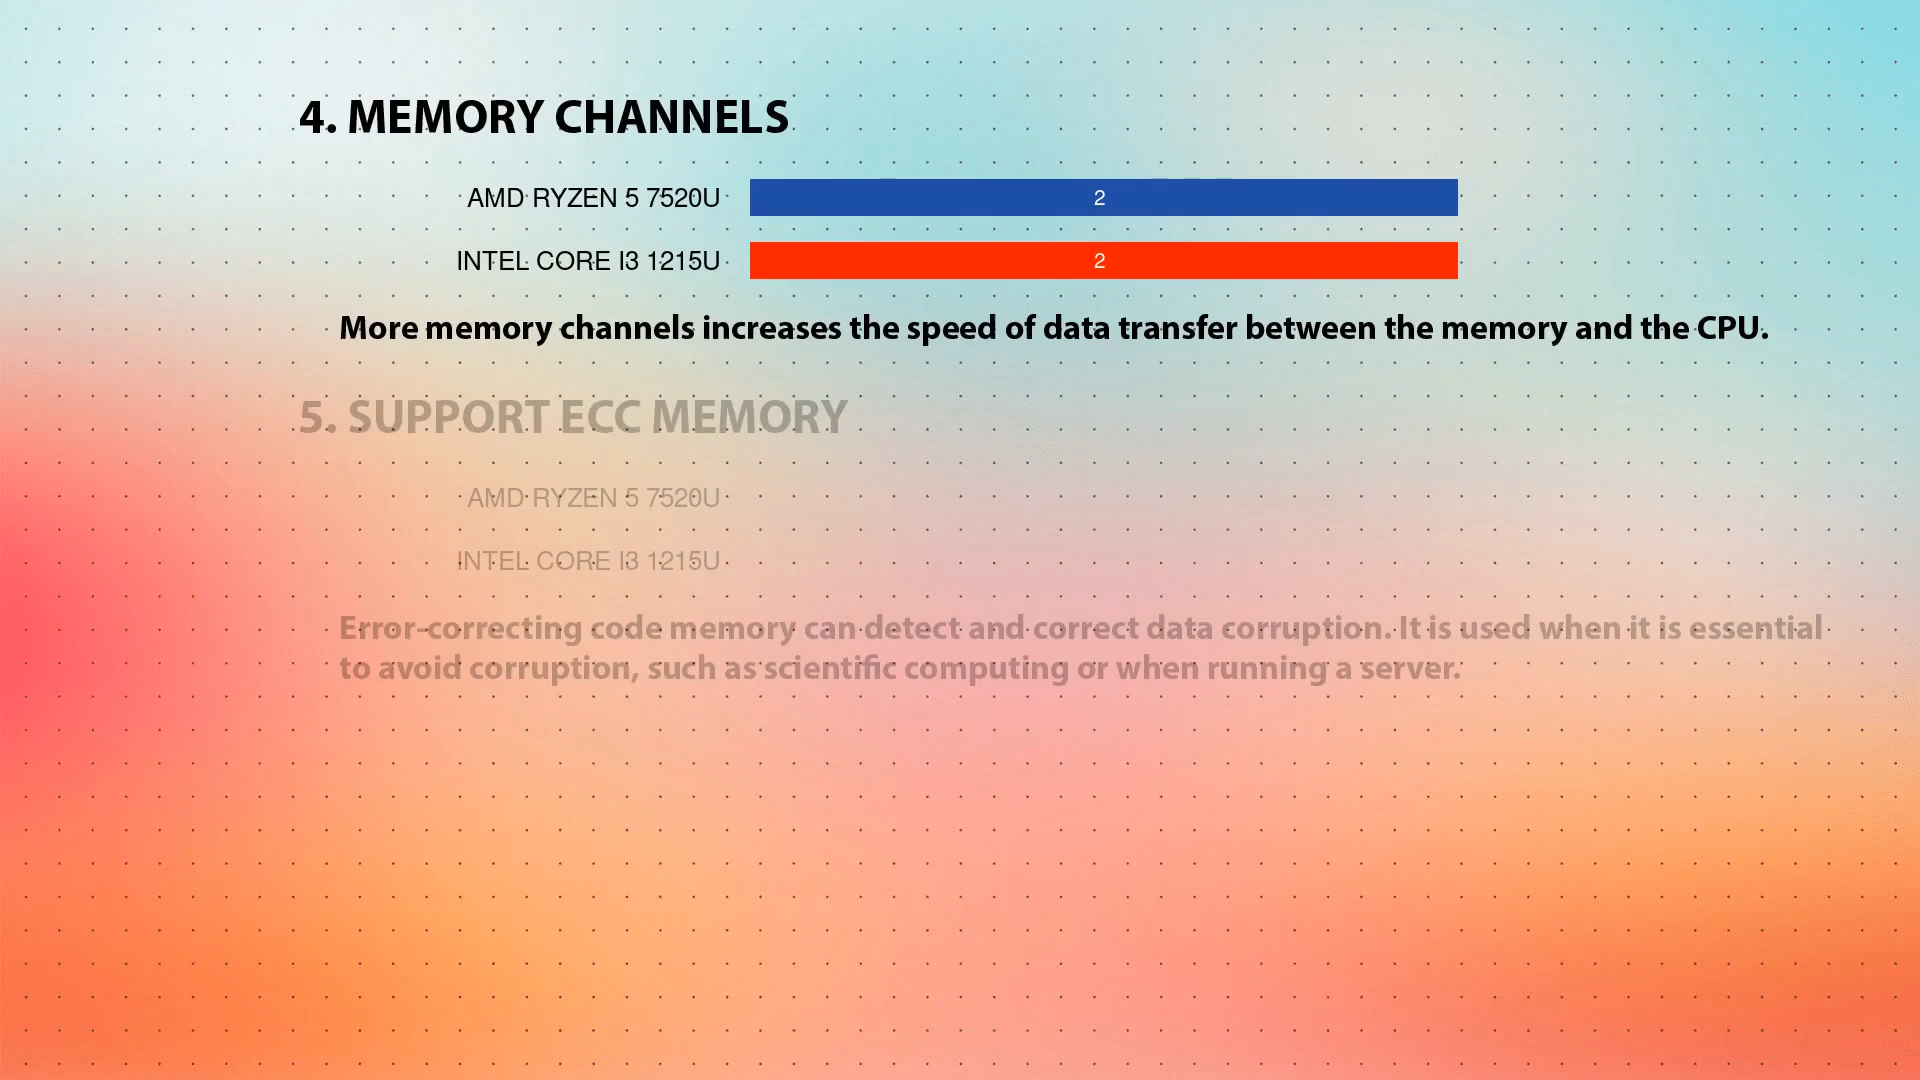 4. MEMORY CHANNELS
AMD RYZEN 5 7520U
2
INTEL CORE I3 1215U
2
More memory channels increases the speed of data transfer between the memory and the CPU.
5. SUPPORT ECC MEMORY
AMD RYZEN 5 7520U
INTEL CORE I3 1215U
Error-correcting code memory can detect and correct data corruption. It is used when it is essential
to avoid corruption, such as scientific computing or when running a server.